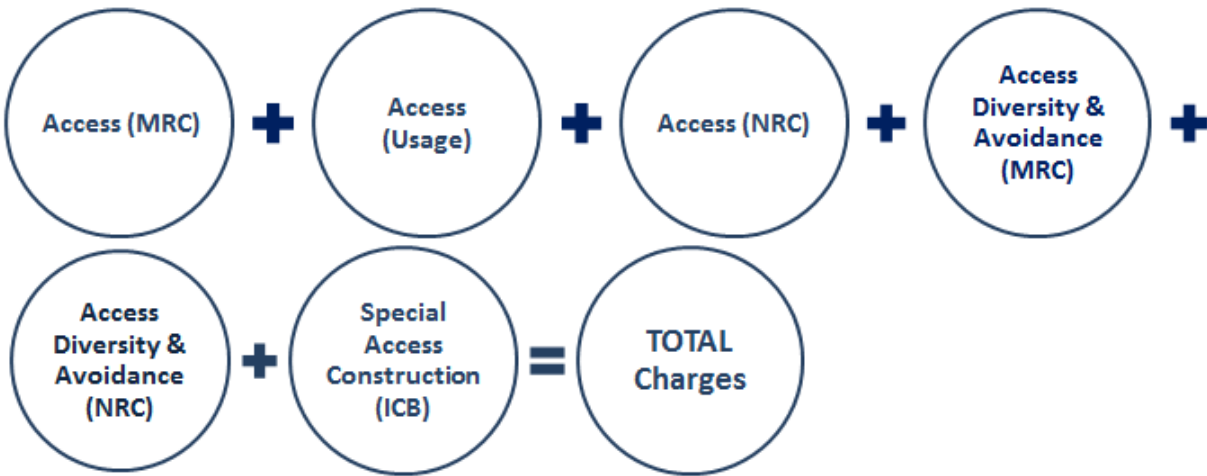 Access (MRC)
+
Access
(Usage)
+
Access (NRC)
+
Access
Diversity &
Avoidance
(MRC)
+
Access
Diversity &
Avoidance
(NRC)
+
Special
Access
Construction
(ICB)
=
TOTAL
Charges